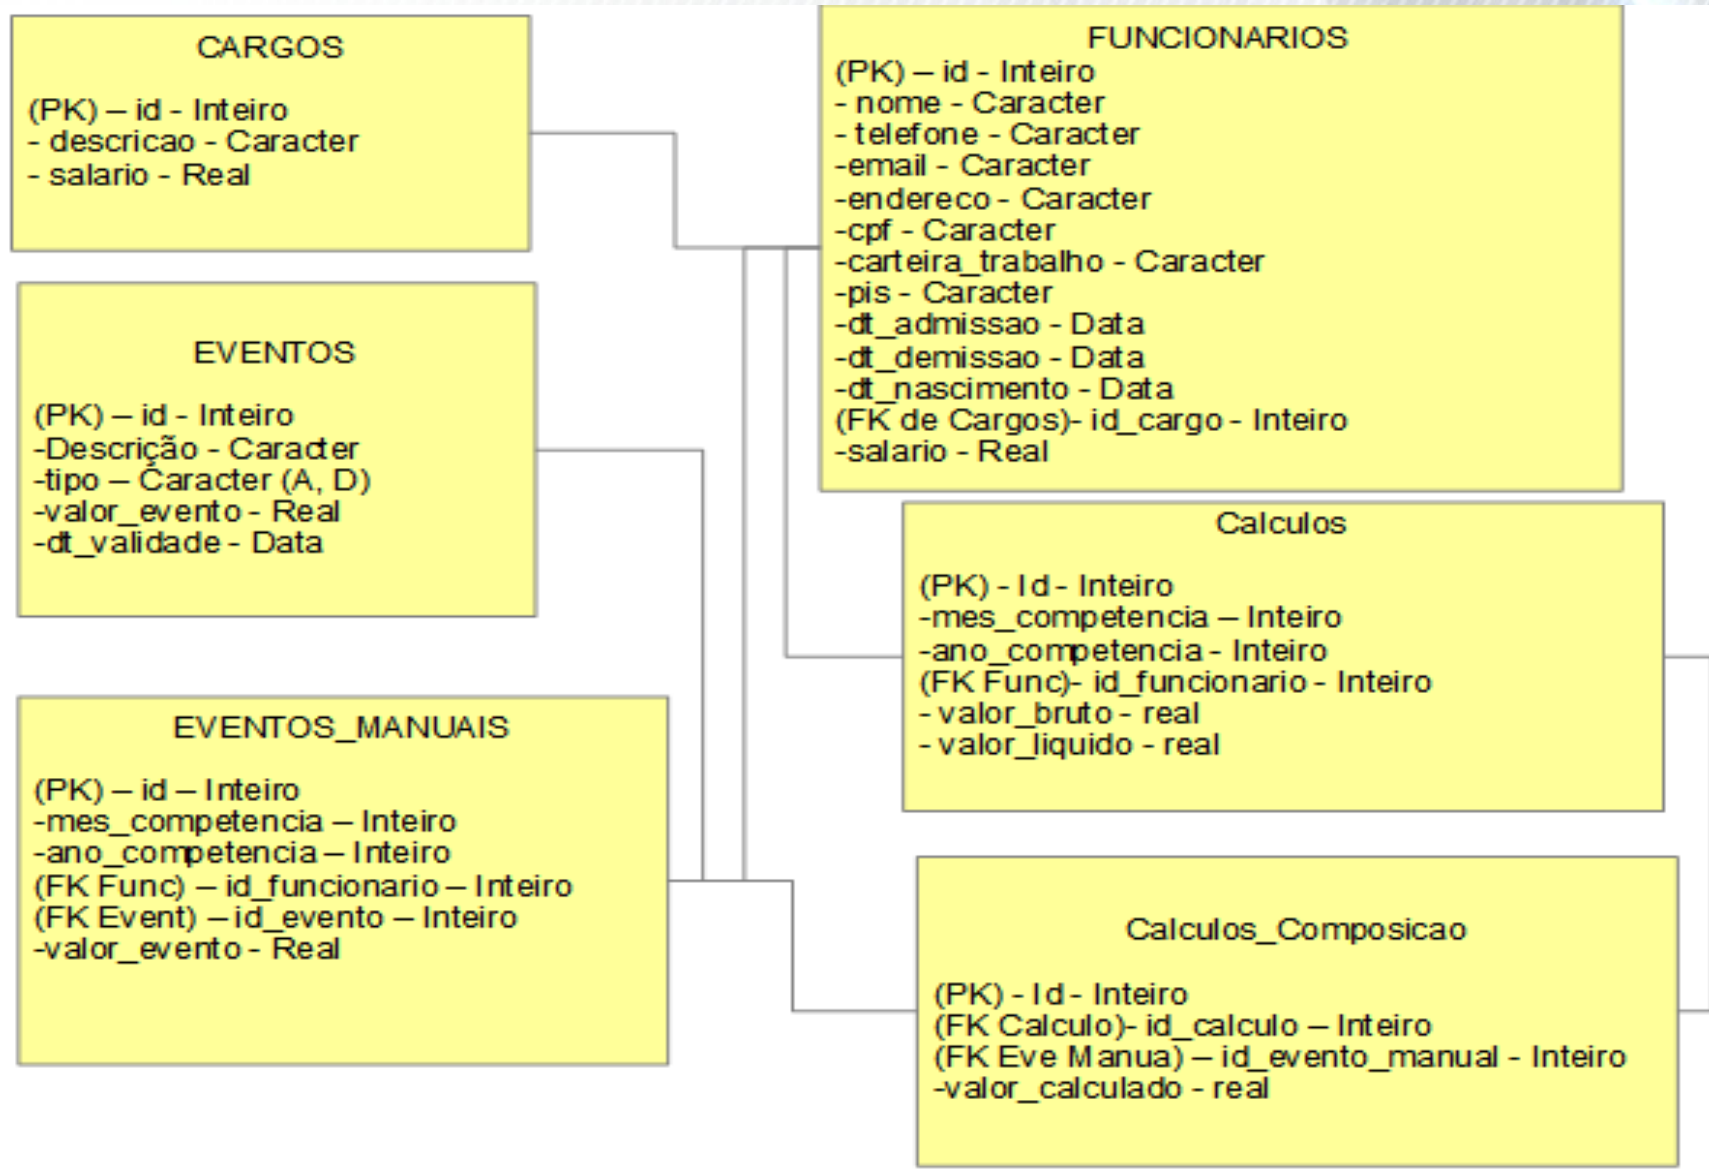 CARGOS
(PK) – id - Inteiro
- descricao - Caracter
- salario - Real
FUNCIONARIOS
(PK) – id - Inteiro
- nome - Caracter
- telefone - Caracter
-email - Caracter
-endereco - Caracter
-cpf - Caracter
-carteira_trabalho - Caracter
-pis - Caracter
-dt_admissao - Data
-dt_demissao - Data
-dt_nascimento - Data
(FK de Cargos)- id_cargo - Inteiro
-salario - Real
EVENTOS
(PK) – id - Inteiro
-Descrição - Caracter
-tipo – Caracter (A, D)
-valor_evento - Real
-dt_validade - Data
Calculos
(PK) - Id - Inteiro
-mes_competencia – Inteiro
-ano_competencia - Inteiro
(FK Func)- id_funcionario - Inteiro
- valor_bruto - real
- valor_liquido - real
EVENTOS_MANUAIS
(PK) – id – Inteiro
-mes_competencia – Inteiro
-ano_competencia – Inteiro
(FK Func) – id_funcionario – Inteiro
(FK Event) – id_evento – Inteiro
-valor_evento - Real
Calculos_Composicao
(PK) - Id - Inteiro
(FK Calculo)- id_calculo – Inteiro
(FK Eve Manua) – id_evento_manual - Inteiro
-valor_calculado - real